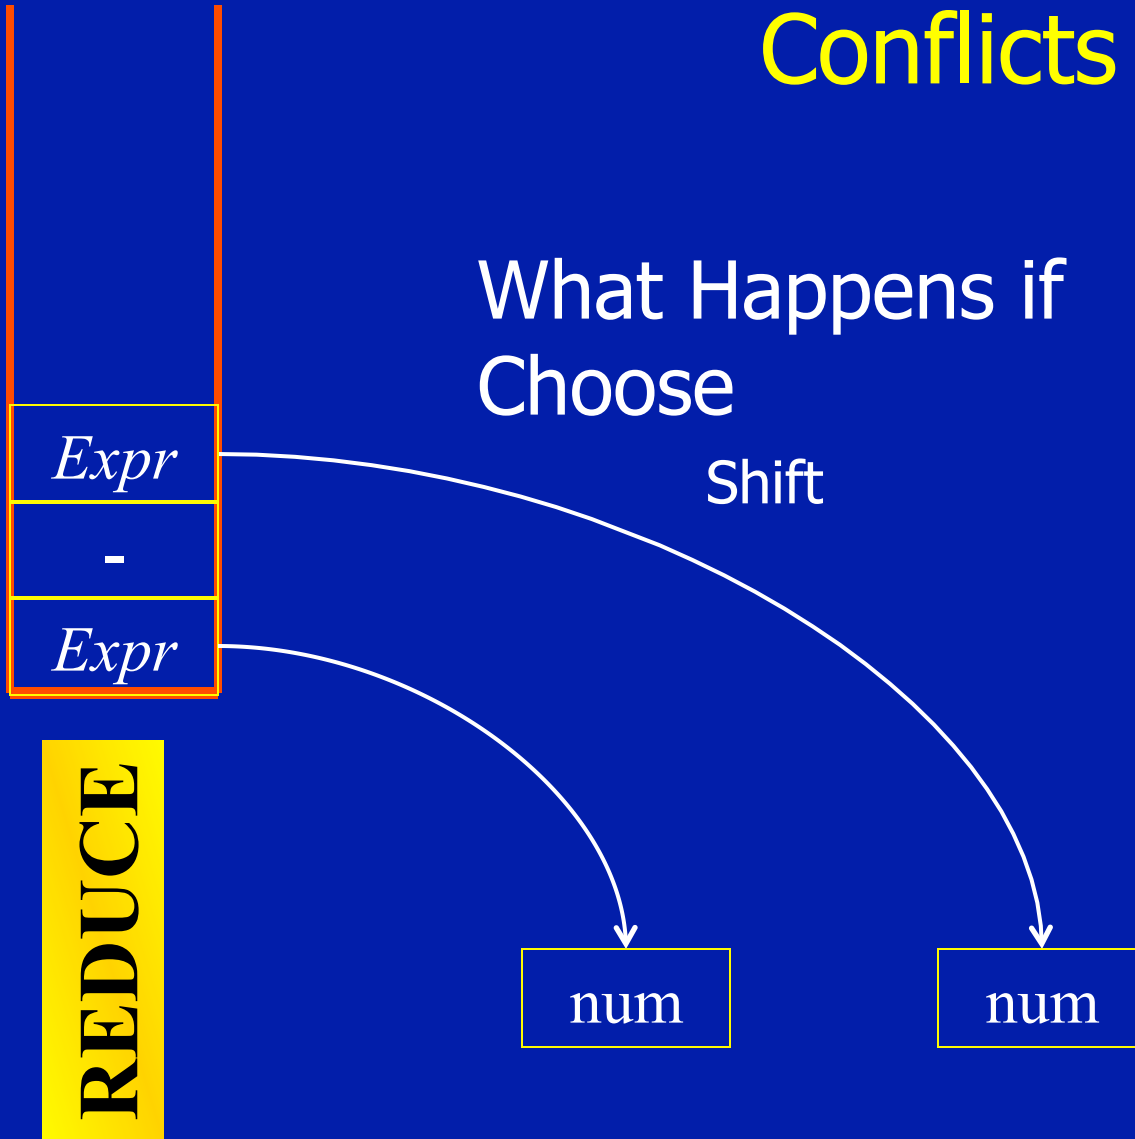 Conflicts
What Happens if
Choose
Shift
Expr
-
Expr
REDUCE
num
num